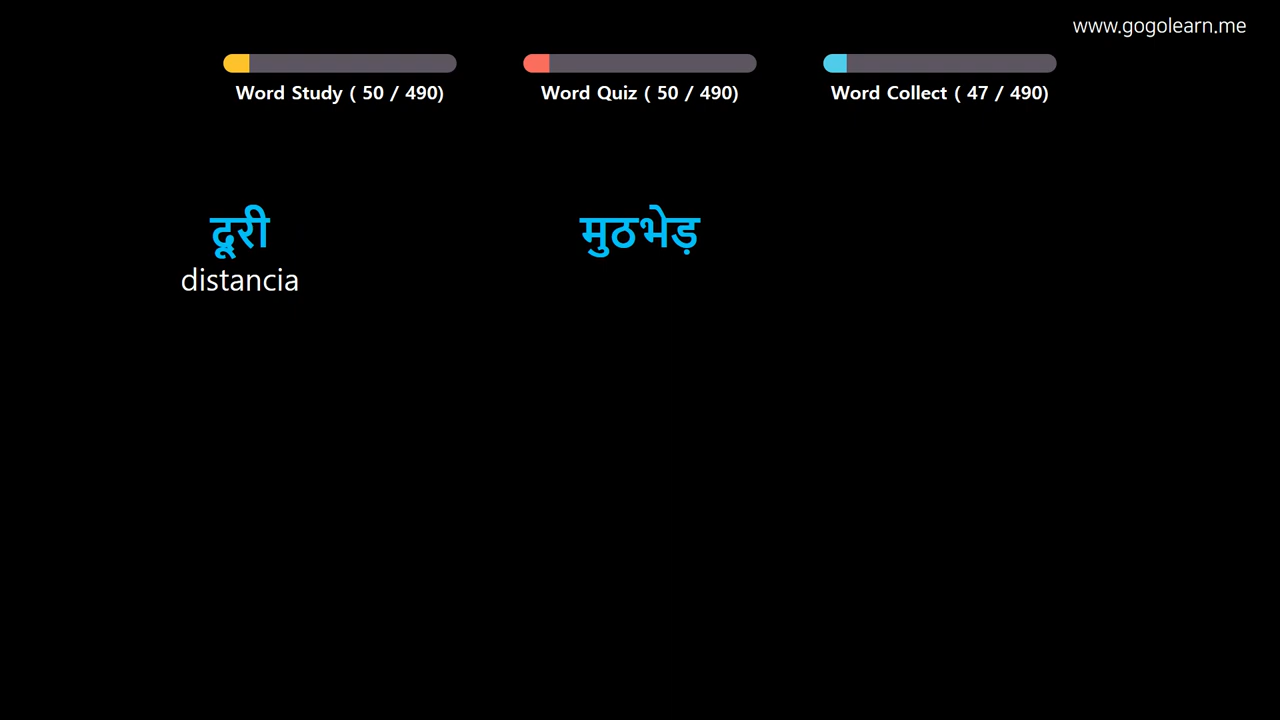 www.gogolearn.me
Word Study ( 50 / 490)
Word Quiz ( 50 / 490)
Word Collect ( 47 / 490)
दूरी
distancia
मुठभेड़